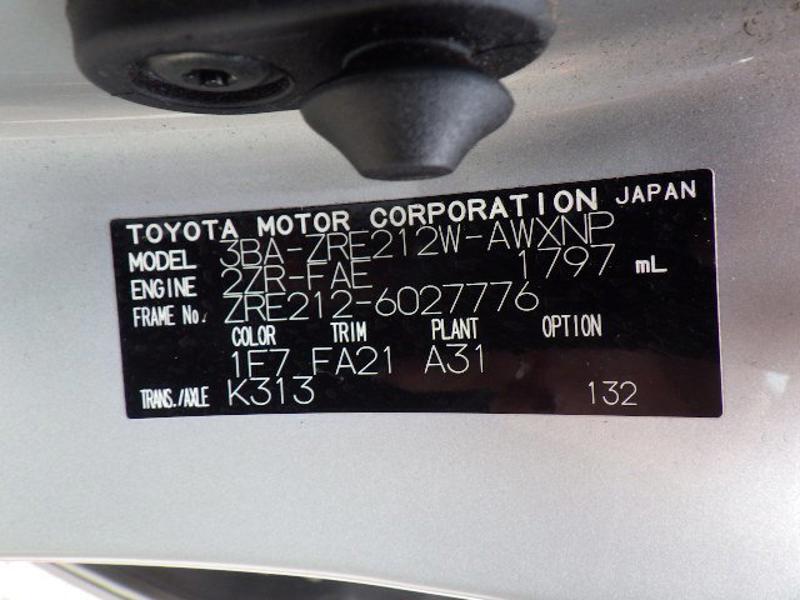 TOYOTA MOTOR CORPORATION JAPAN
MODEL 3BA-ZRE212W-AWXNP
ENGINE 2ZR-FAE 1797 mL
FRAME No. ZRE212-6027776
COLOR TRIM PLANT OPTION
1F7 FA21 A31
TRANS./AXLE K313 132